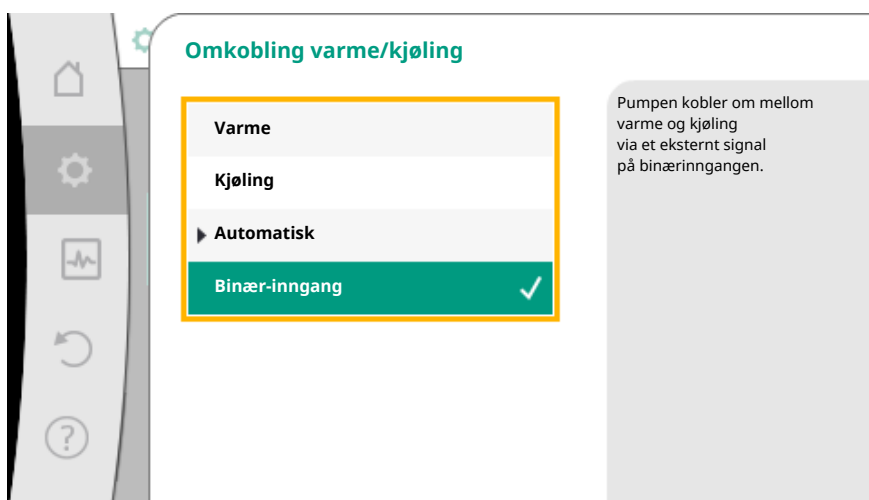 Omkobling varme/kjøling
Varme
Kjøling
Automatisk
Binær-inngang
Pumpen kobler om mellom
varme og kjøling
via et eksternt signal
på binærinngangen.